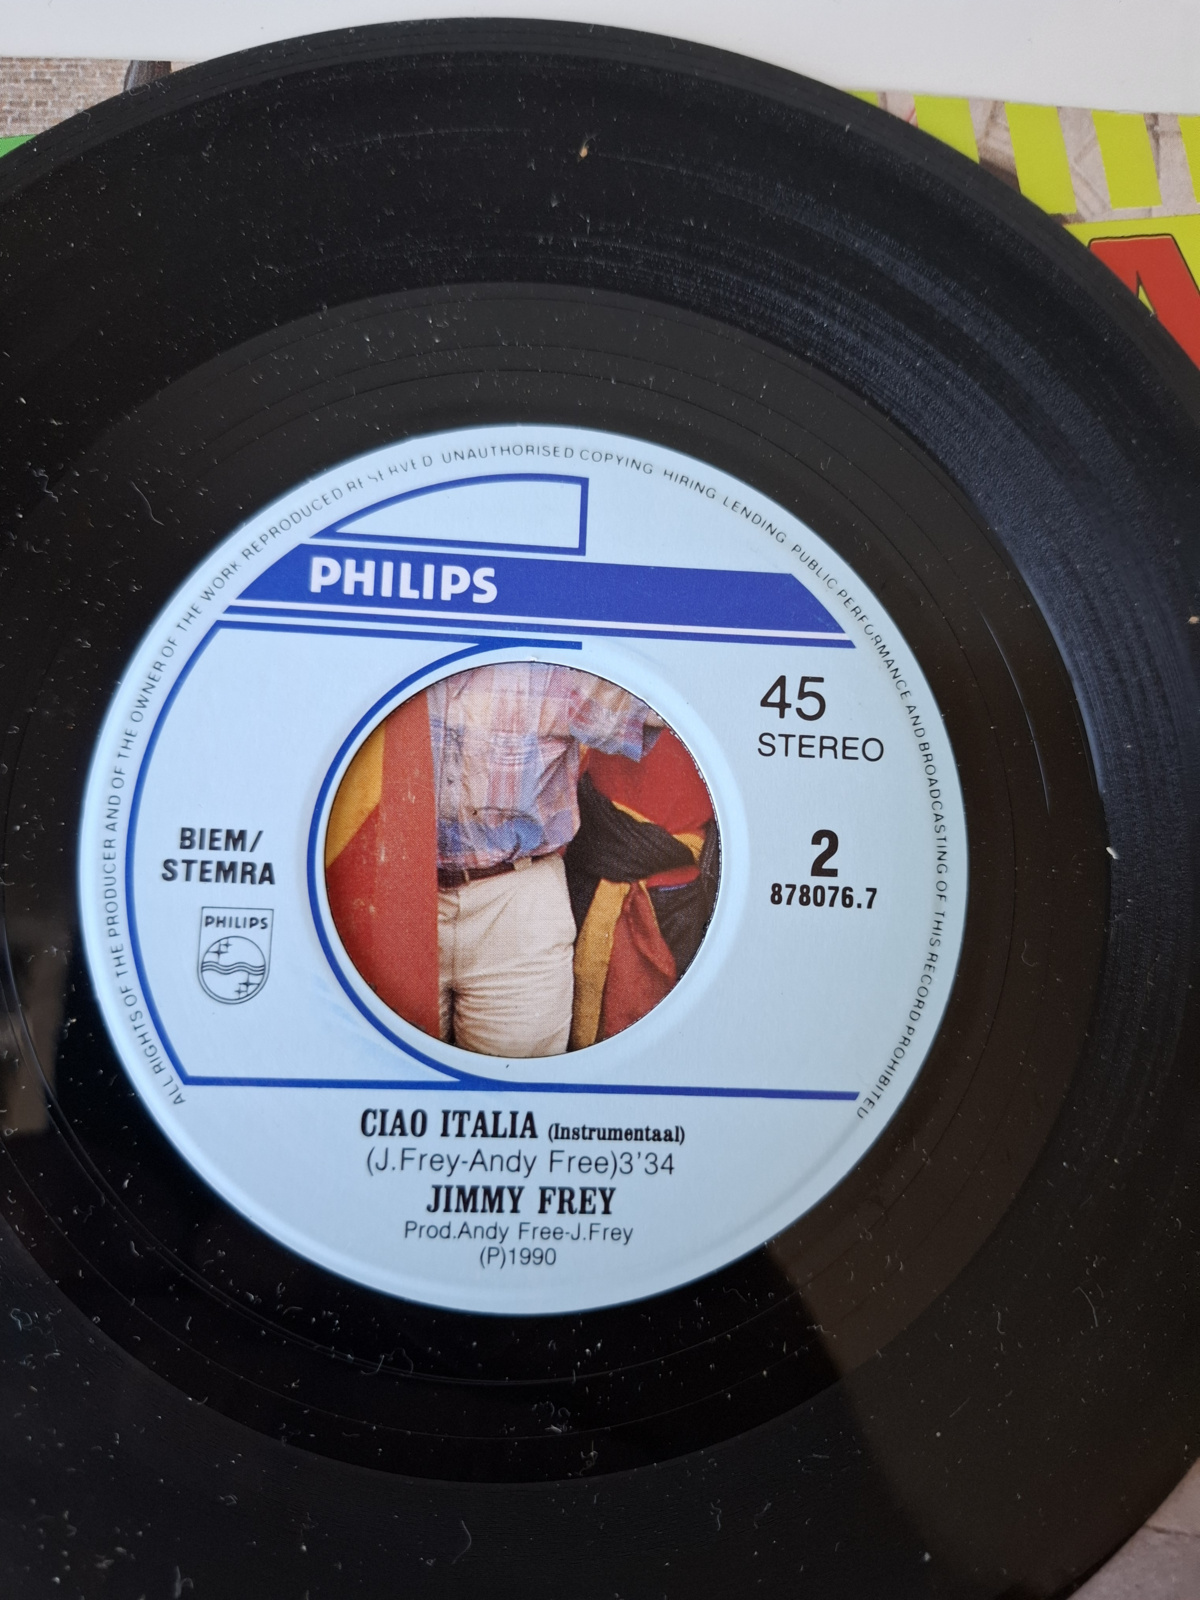 ALL RIGHTS OF THE PRODUCER AND OF THE OWNER OF THE WORK REPRODUCED RESERVED UNAUTHORISED COPYING HIRING LENDING PUBLIC PERFORMANCE AND BROADCASTING OF THIS RECORD PROHIBITED
PHILIPS
45
STEREO
BIEM/
STEMRA
2
878076.7
PHILIPS
CIAO ITALIA (Instrumentaal)
(J.Frey-Andy Free)3'34
JIMMY FREY
Prod.Andy Free-J.Frey
(P)1990